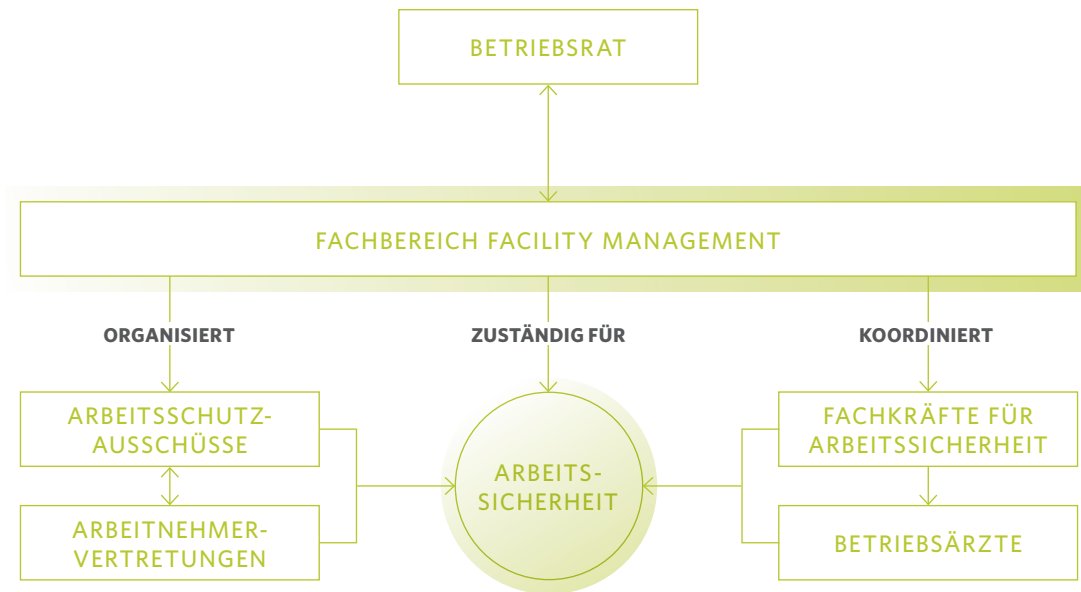 BETRIEBSRAT
FACHBEREICH FACILITY MANAGEMENT
ORGANISIERT
ZUSTÄNDIG FÜR
KOORDINIERT
ARBEITSSCHUTZ-
AUSSCHÜSSE
ARBEITNEHMER-
VERTRETUNGEN
ARBEITS-
SICHERHEIT
FACHKRÄFTE FÜR
ARBEITSSICHERHEIT
BETRIEBSÄRZTE